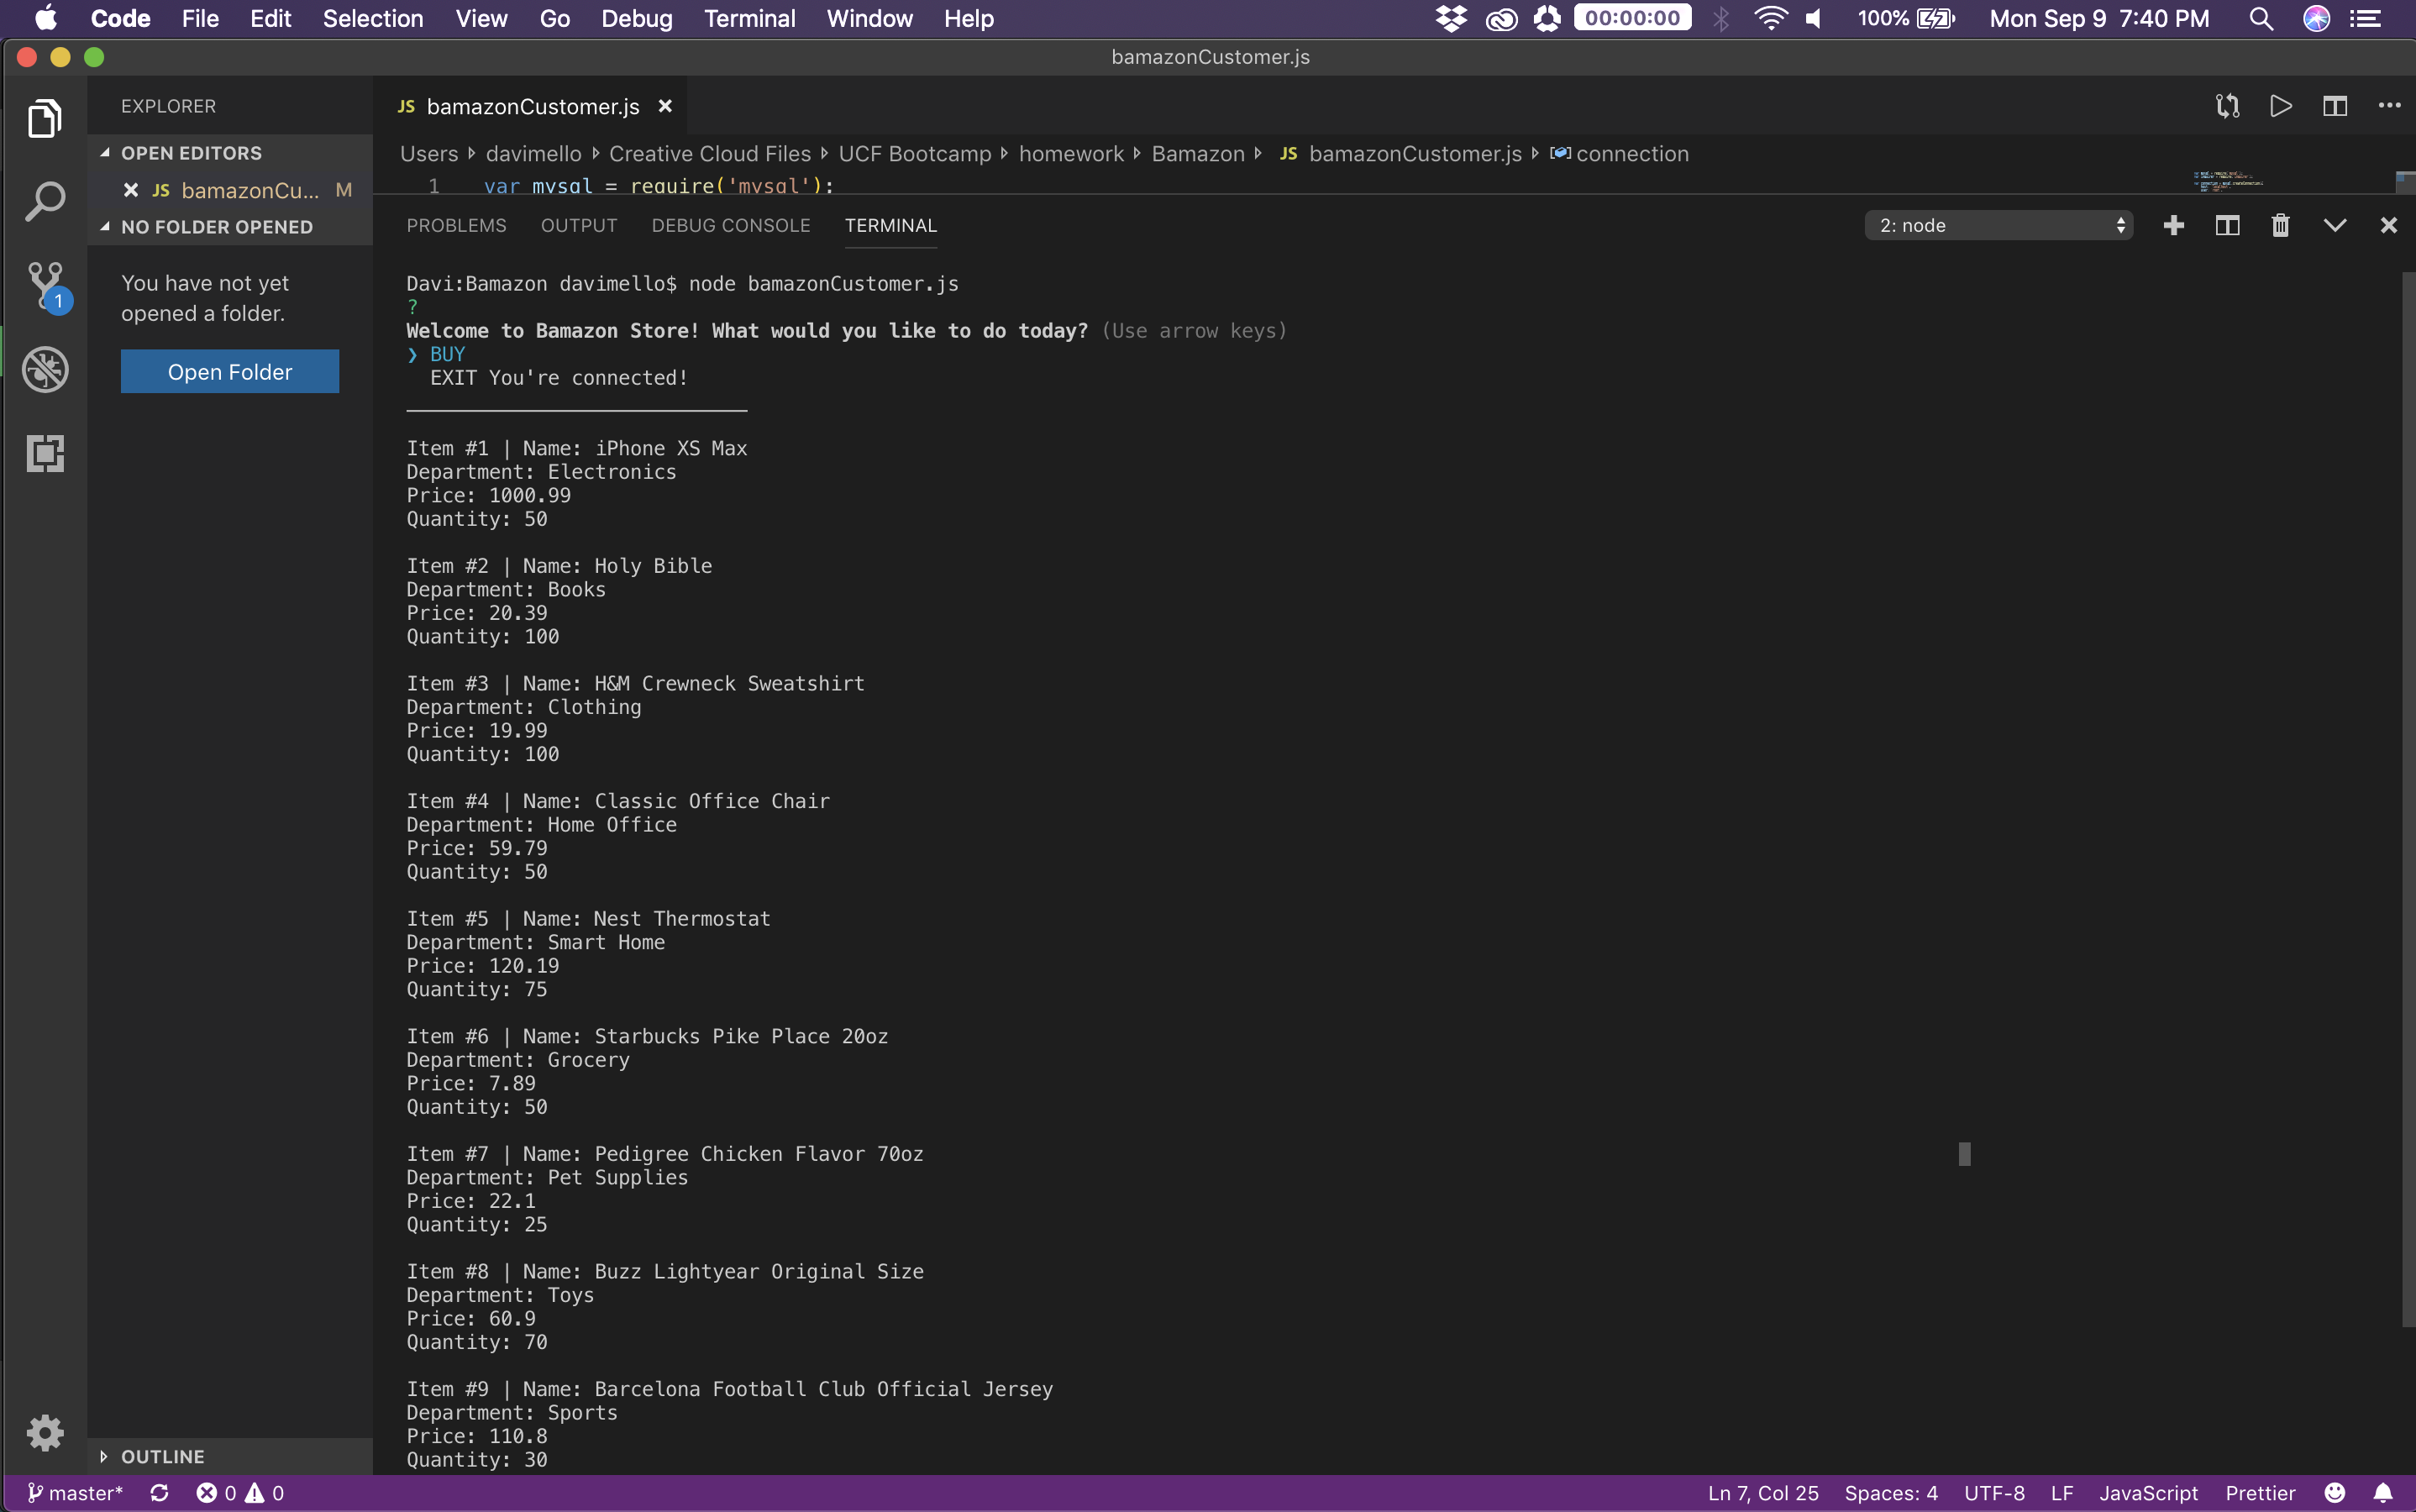 Code File Edit Selection View Go Debug Terminal Window Help 00:00:00 100% Mon Sep 9 7:40 PM
bamazonCustomer.js
EXPLORER
OPEN EDITORS
JS bamazonCu... M
NO FOLDER OPENED
You have not yet
opened a folder.
Open Folder
OUTLINE
1
JS bamazonCustomer.js
Users davimello Creative Cloud Files UCF Bootcamp homework Bamazon JS bamazonCustomer.js connection
1 var mysql = require('mysql');
PROBLEMS OUTPUT DEBUG CONSOLE TERMINAL 2: node
Davi:Bamazon davimello$ node bamazonCustomer.js
?
Welcome to Bamazon Store! What would you like to do today? (Use arrow keys)
❯ BUY
EXIT You're connected!
_____________________________
Item #1 | Name: iPhone XS Max
Department: Electronics
Price: 1000.99
Quantity: 50
Item #2 | Name: Holy Bible
Department: Books
Price: 20.39
Quantity: 100
Item #3 | Name: H&M Crewneck Sweatshirt
Department: Clothing
Price: 19.99
Quantity: 100
Item #4 | Name: Classic Office Chair
Department: Home Office
Price: 59.79
Quantity: 50
Item #5 | Name: Nest Thermostat
Department: Smart Home
Price: 120.19
Quantity: 75
Item #6 | Name: Starbucks Pike Place 20oz
Department: Grocery
Price: 7.89
Quantity: 50
Item #7 | Name: Pedigree Chicken Flavor 70oz
Department: Pet Supplies
Price: 22.1
Quantity: 25
Item #8 | Name: Buzz Lightyear Original Size
Department: Toys
Price: 60.9
Quantity: 70
Item #9 | Name: Barcelona Football Club Official Jersey
Department: Sports
Price: 110.8
Quantity: 30
master* 0 0 Ln 7, Col 25 Spaces: 4 UTF-8 LF JavaScript Prettier